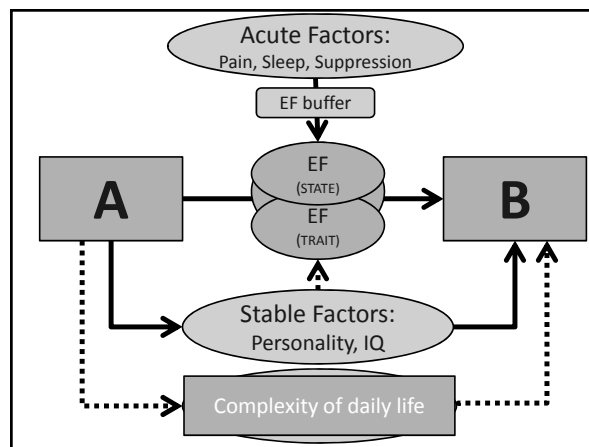 Acute Factors:
Pain, Sleep, Suppression
EF buffer
EF
(STATE)
A
B
EF
(TRAIT)
Stable Factors:
Personality, IQ
Complexity of daily life